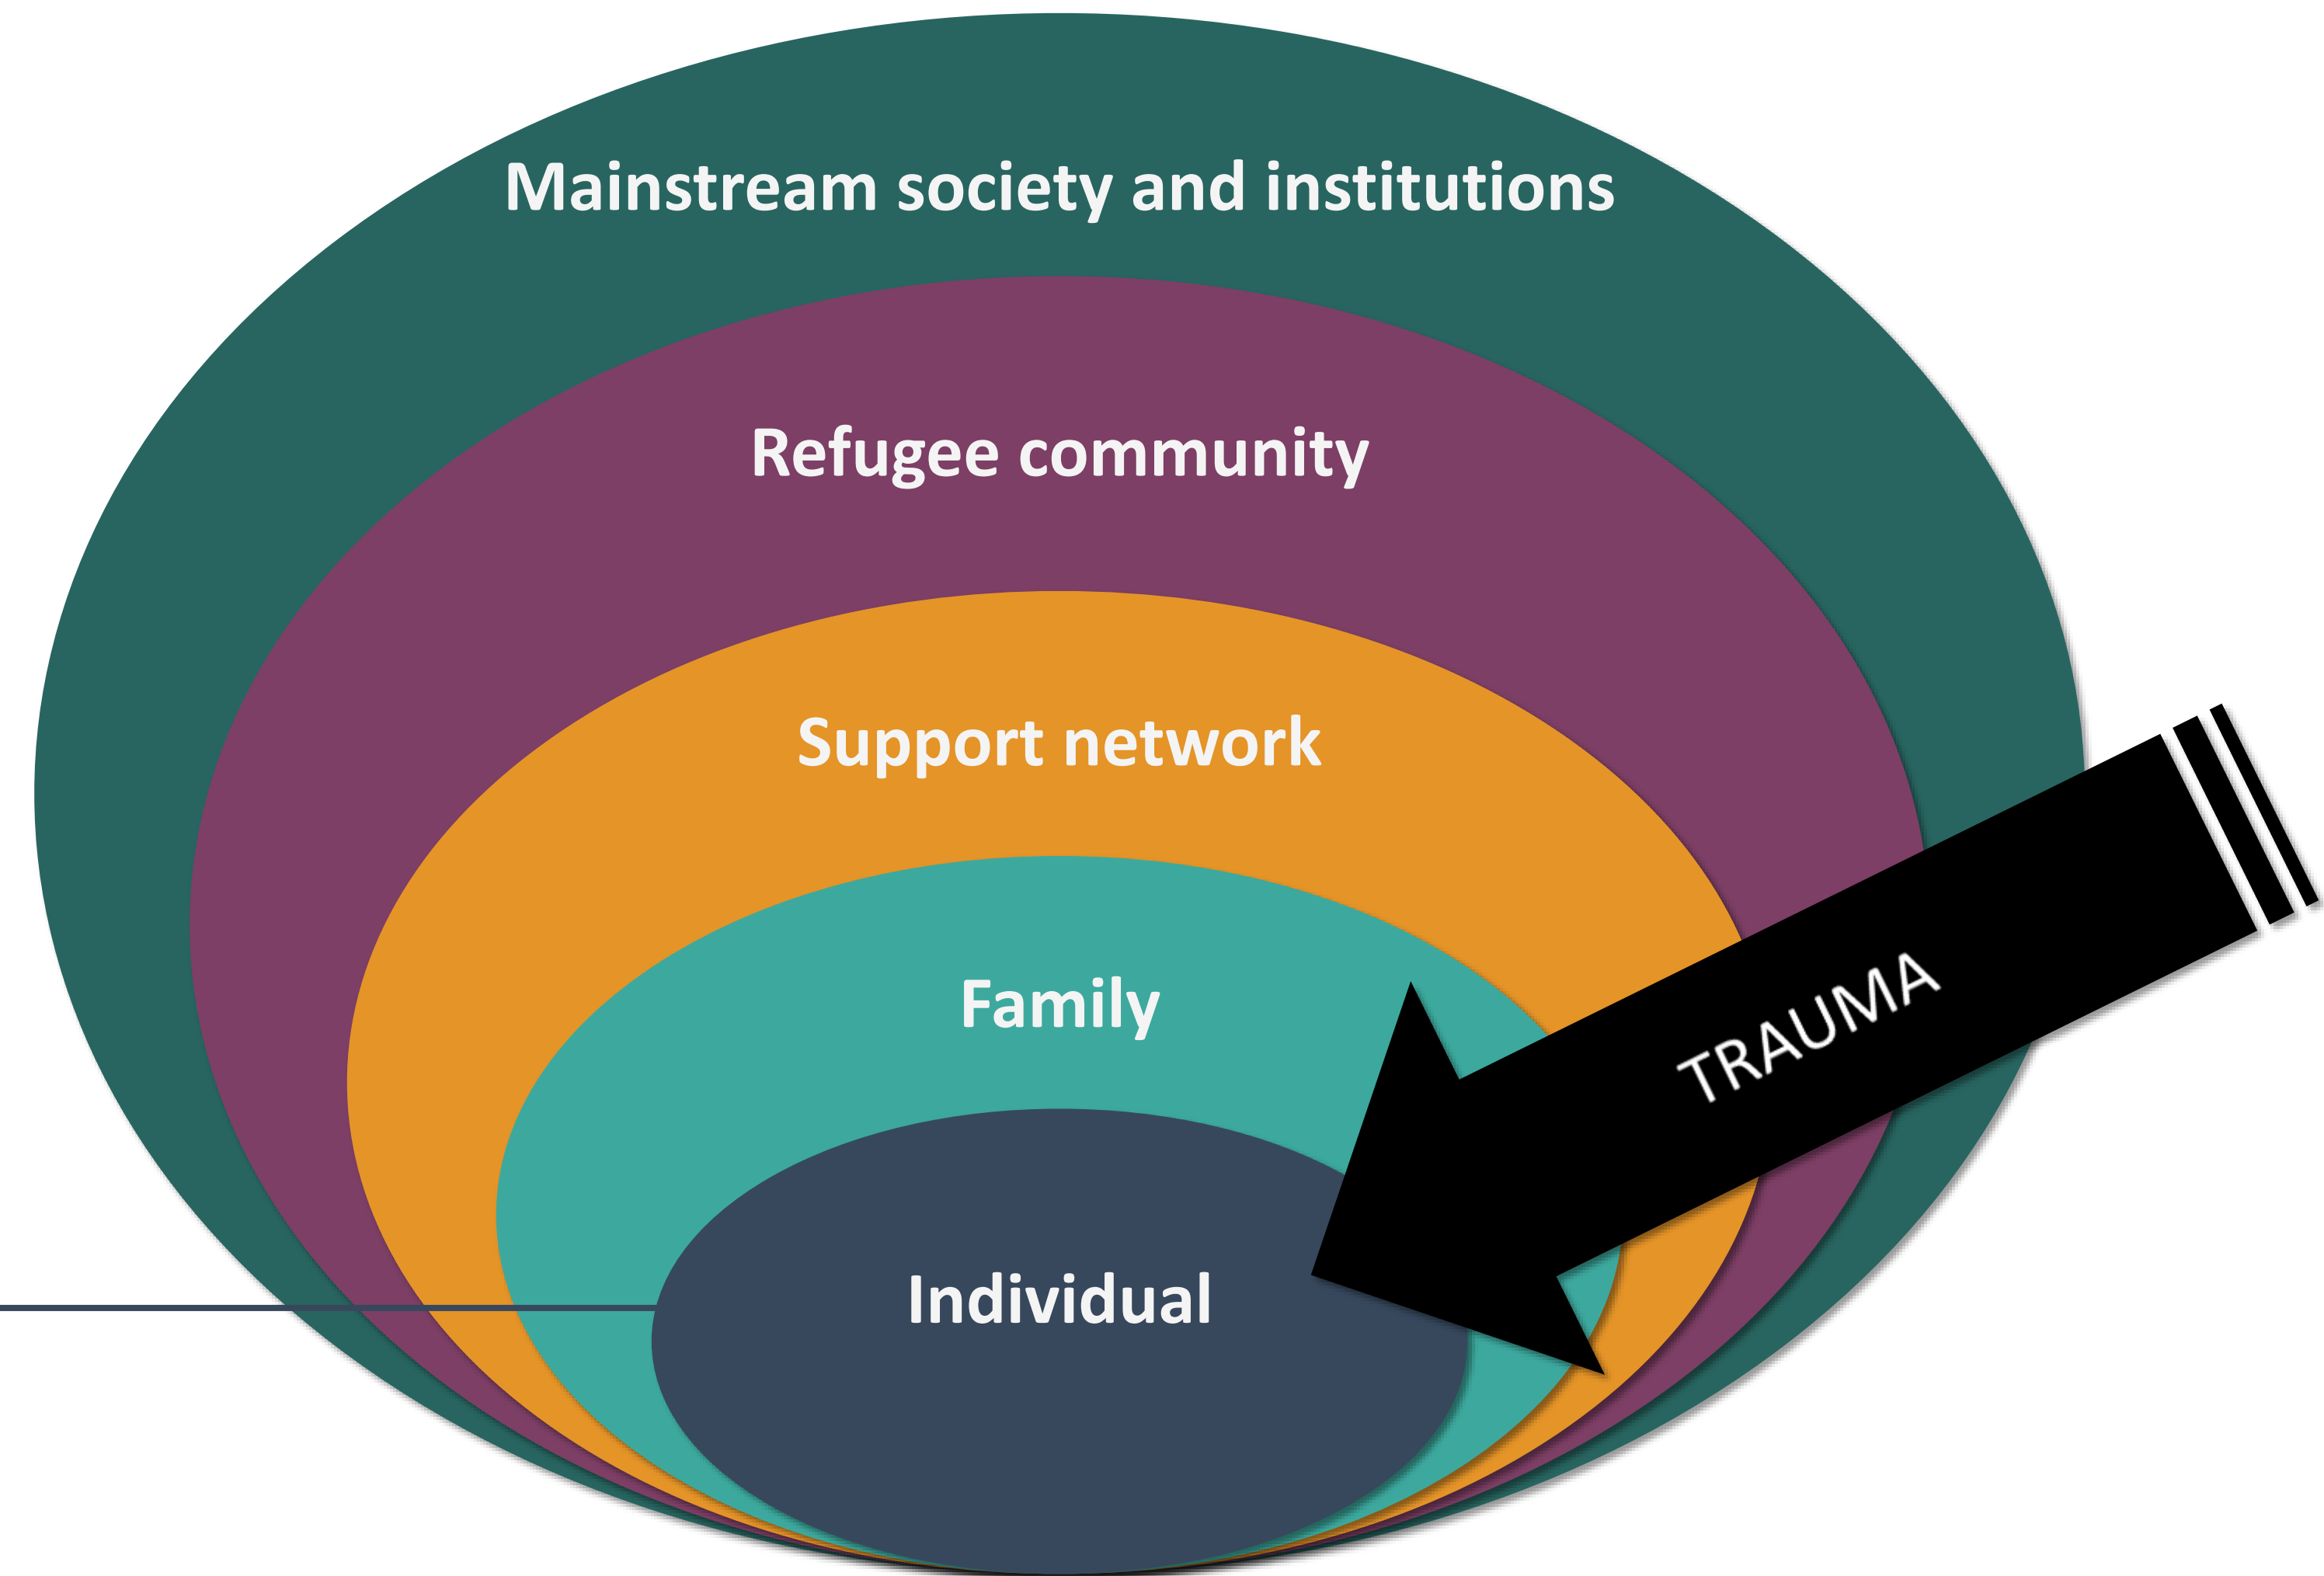 Mainstream society and institutions
Refugee community
Support network
Family
TRAUMA
Individual